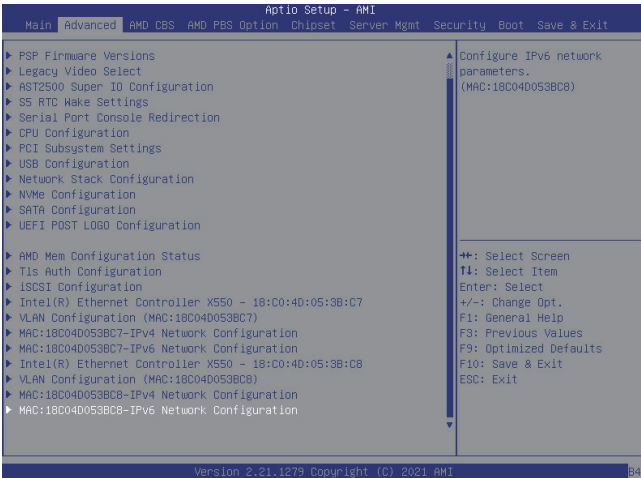 Aptio Setup - AMI
Main Advanced AMD CBS AMD PBS Option Chipset Server Mgmt Security Boot Save & Exit
PSP Firmware Versions
Legacy Video Select
AST2500 Super IO Configuration
S5 RTC Wake Settings
Serial Port Console Redirection
CPU Configuration
PCI Subsystem Settings
USB Configuration
Network Stack Configuration
NVMe Configuration
SATA Configuration
UEFI POST LOGO Configuration
AMD Mem Configuration Status
Tls Auth Configuration
iSCSI Configuration
Intel(R) Ethernet Controller X550 - 18:C0:4D:05:3B:C7
VLAN Configuration (MAC:18C04D053BC7)
MAC:18C04D053BC7-IPv4 Network Configuration
MAC:18C04D053BC7-IPv6 Network Configuration
Intel(R) Ethernet Controller X550 - 18:C0:4D:05:3B:C8
VLAN Configuration (MAC:18C04D053BC8)
MAC:18C04D053BC8-IPv4 Network Configuration
MAC:18C04D053BC8-IPv6 Network Configuration
Configure IPv6 network
parameters.
(MAC:18C04D053BC8)
→←: Select Screen
↑↓: Select Item
Enter: Select
+/-: Change Opt.
F1: General Help
F3: Previous Values
F9: Optimized Defaults
F10: Save & Exit
ESC: Exit
Version 2.21.1279 Copyright (C) 2021 AMI
B4